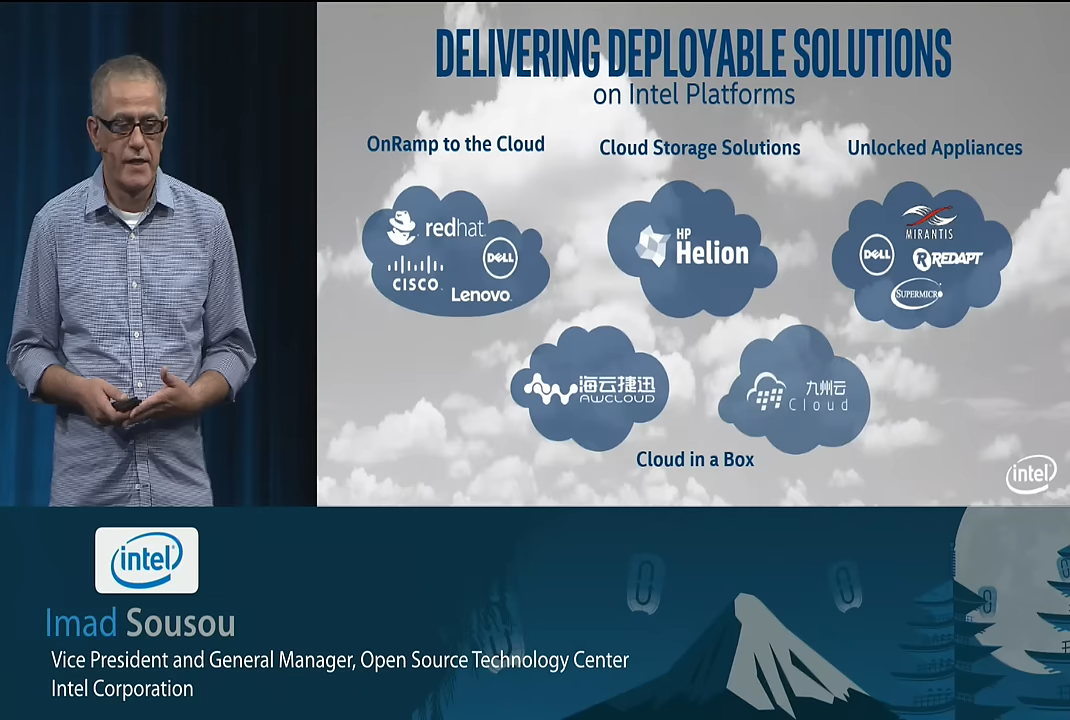 DELIVERING DEPLOYABLE SOLUTIONS
on Intel Platforms
OnRamp to the Cloud
Cloud Storage Solutions
Unlocked Appliances
redhat
DELL
CISCO
Lenovo
HP
Helion
MIRANTIS
DELL
REDAPT
SUPERMICRO
海云捷迅
AWCLOUD
九州云
Cloud
Cloud in a Box
intel
intel
Imad Sousou
Vice President and General Manager, Open Source Technology Center
Intel Corporation